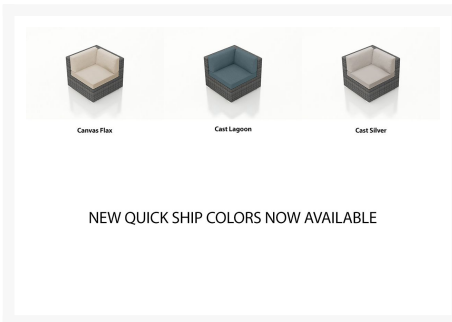 Canvas Flax
Cast Lagoon
Cast Silver
NEW QUICK SHIP COLORS NOW AVAILABLE